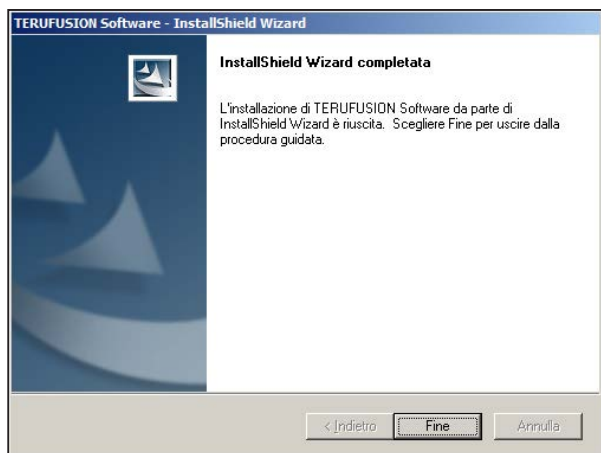 TERUFUSION Software - InstallShield Wizard
InstallShield Wizard completata
L'installazione di TERUFUSION Software da parte di
InstallShield Wizard è riuscita. Scegliere Fine per uscire dalla
procedura guidata.
< Indietro Fine Annulla